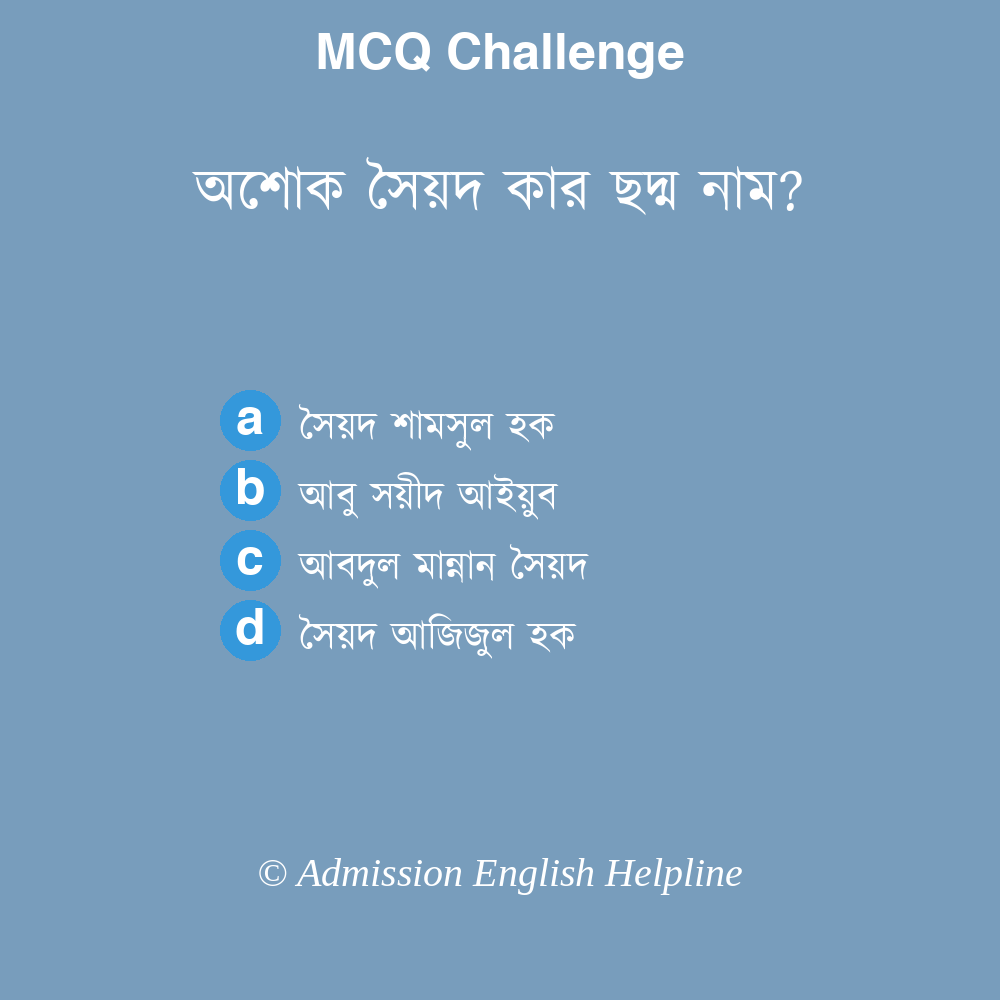 MCQ Challenge
অশোক সৈয়দ কার ছদ্ম নাম?
a সৈয়দ শামসুল হক
b আবু সয়ীদ আইয়ুব
c আবদুল মান্নান সৈয়দ
d সৈয়দ আজিজুল হক
© Admission English Helpline